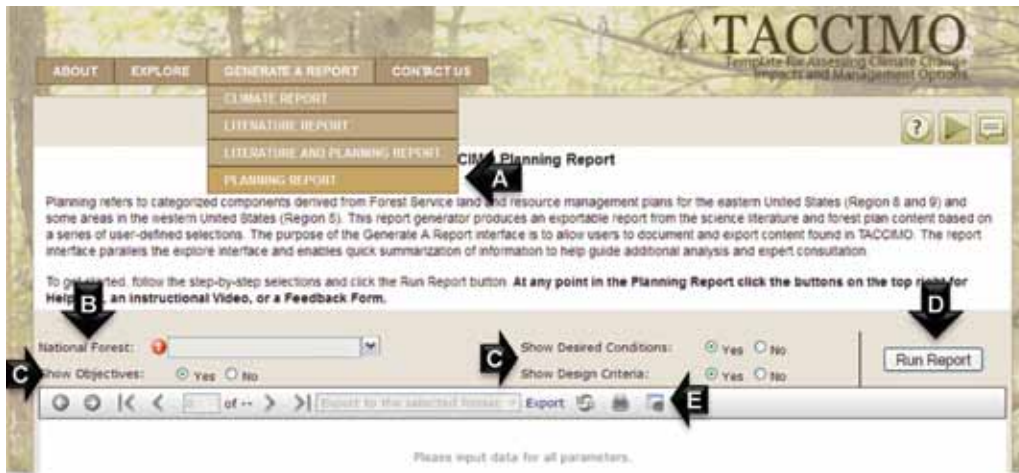 TACCIMO
Template for Assessing Climate Change
Impacts and Management Options
ABOUT EXPLORE GENERATE A REPORT CONTACT US
CLIMATE REPORT
LITERATURE REPORT
LITERATURE AND PLANNING REPORT
PLANNING REPORT
A
Planning Report
Planning refers to categorized components derived from Forest Service land and resource management plans for the eastern United States (Region 8 and 9) and
some areas in the western United States (Region 5). This report generator produces an exportable report from the science literature and forest plan content based on
a series of user-defined selections. The purpose of the Generate A Report interface is to allow users to document and export content found in TACCIMO. The report
interface parallels the explore interface and enables quick summarization of information to help guide additional analysis and expert consultation.
To get started, follow the step-by-step selections and click the Run Report button. At any point in the Planning Report click the buttons on the top right for
an instructional Video, or a Feedback Form.
B
D
National Forest:
C Show Desired Conditions: Yes No
Run Report
C Show Objectives: Yes No
Show Design Criteria: Yes No
of -- Export to the selected format Export
E
Please input data for all parameters.